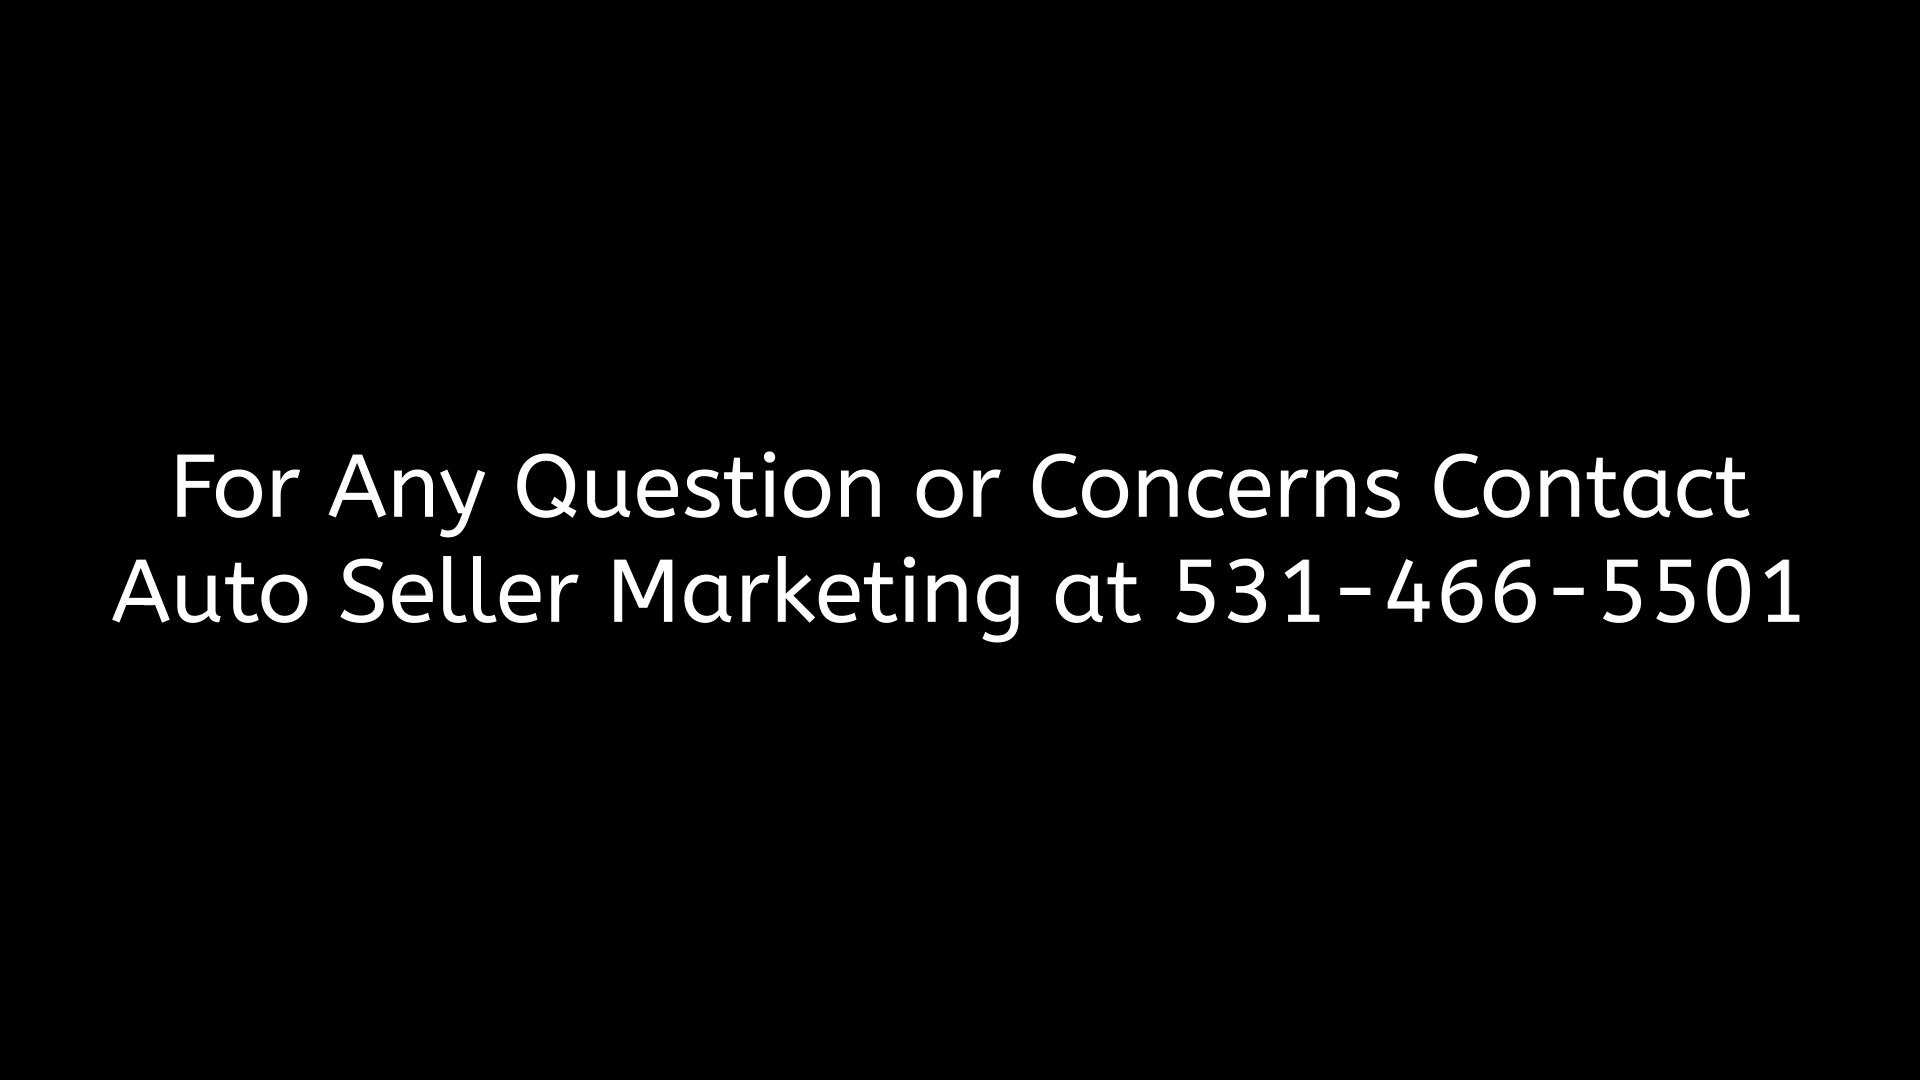 For Any Question or Concerns Contact
Auto Seller Marketing at 531-466-5501